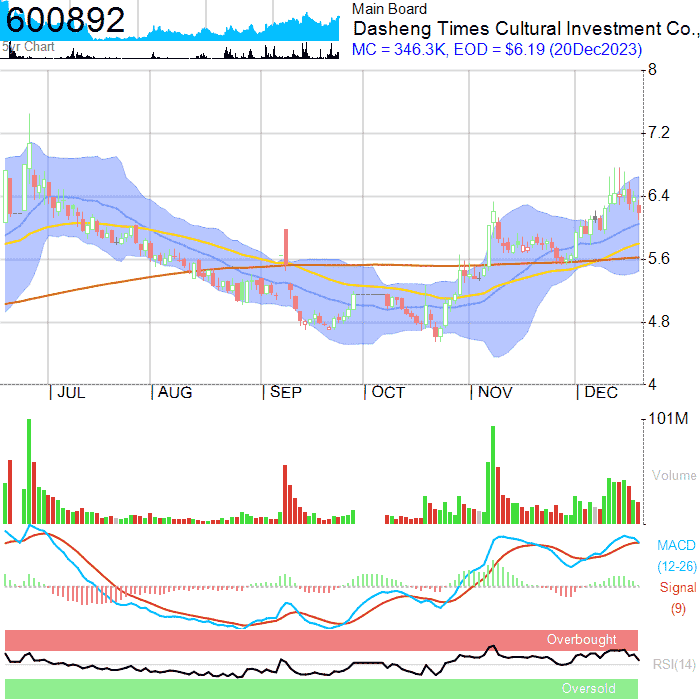 600892
5yr Chart
Main Board
Dasheng Times Cultural Investment Co.,
MC = 346.3K, EOD = $6.19 (20Dec2023)
8
7.2
6.4
5.6
4.8
4
JUL
AUG
SEP
OCT
NOV
DEC
101M
Volume
MACD
(12-26)
Signal
(9)
Overbought
RSI(14)
Oversold